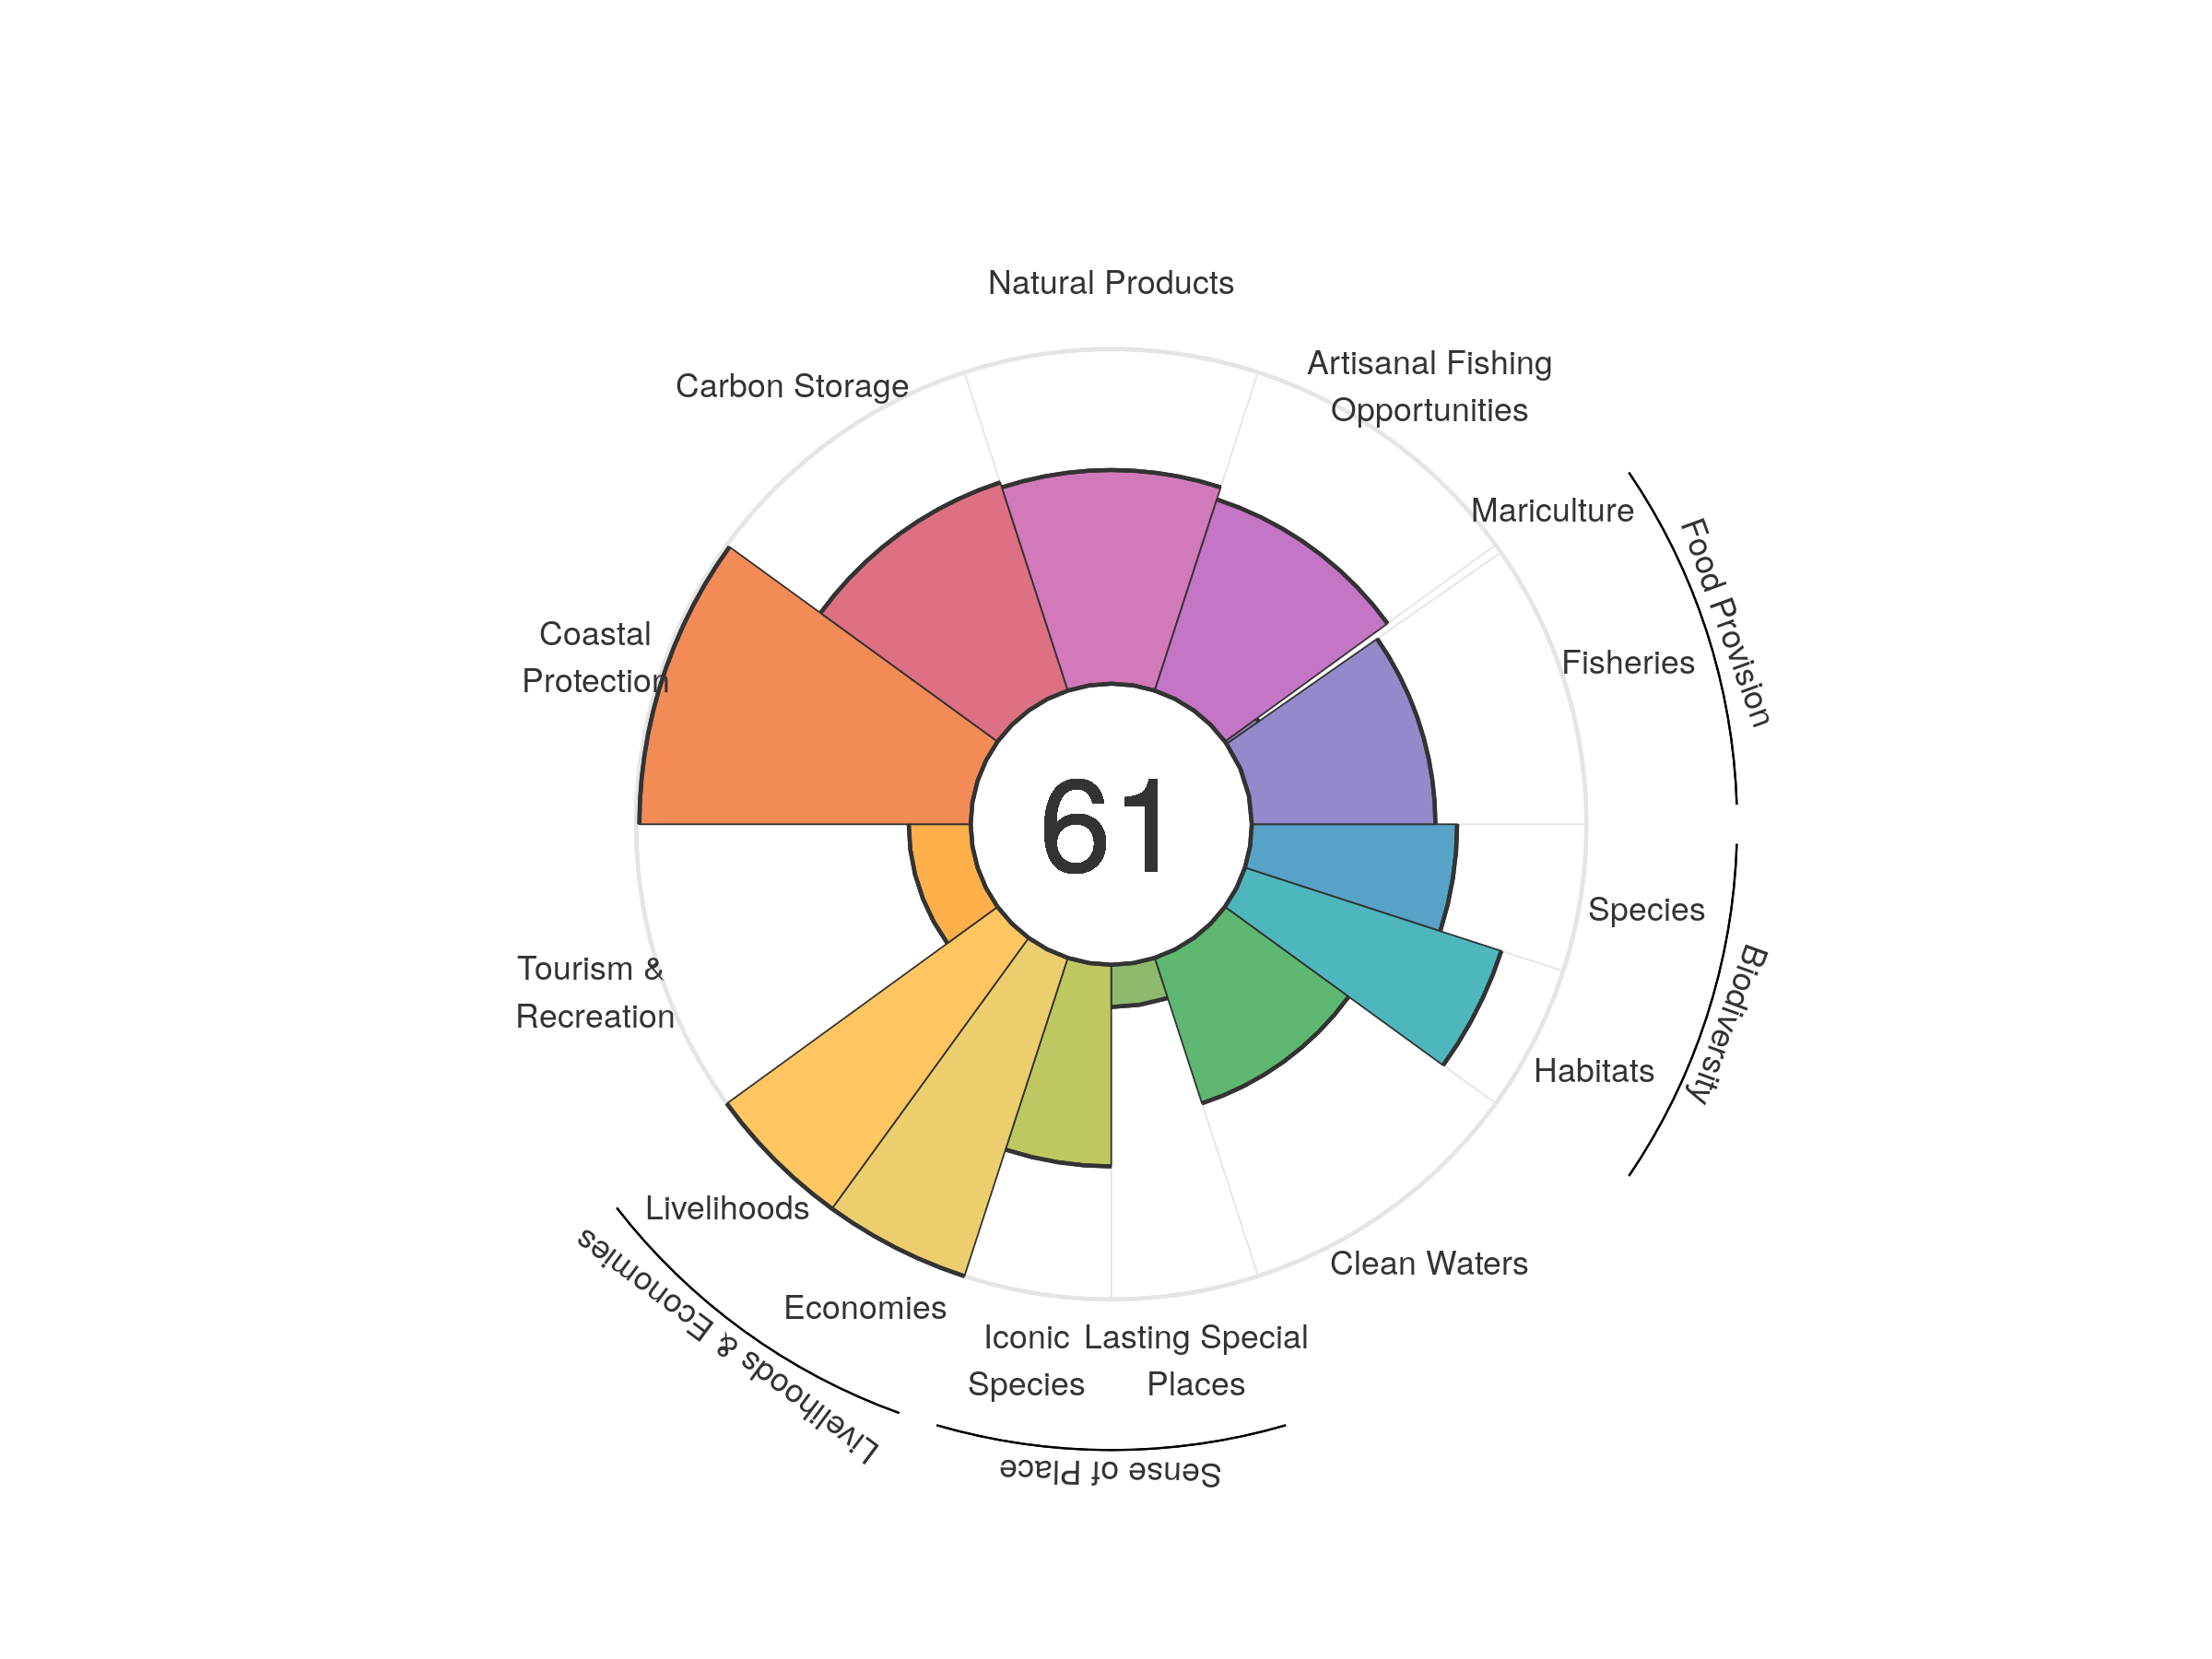 Natural Products
Carbon Storage
Artisanal Fishing
Opportunities
Mariculture
Food Provision
Fisheries
Coastal
Protection
61
Species
Biodiversity
Tourism &
Recreation
Habitats
Livelihoods
Clean Waters
Economies
Livelihoods & Economies
Iconic
Species
Lasting Special
Places
Sense of Place